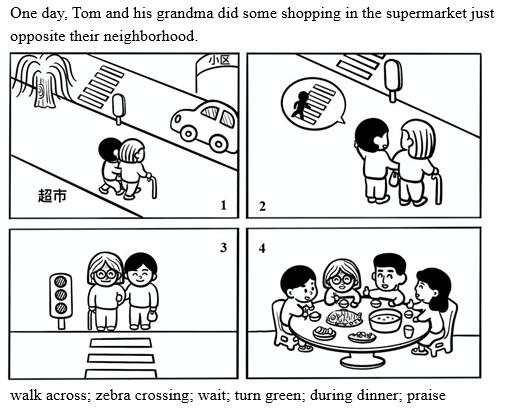 One day, Tom and his grandma did some shopping in the supermarket just
opposite their neighborhood.
小区
超市
1
2
3
4
walk across; zebra crossing; wait; turn green; during dinner; praise